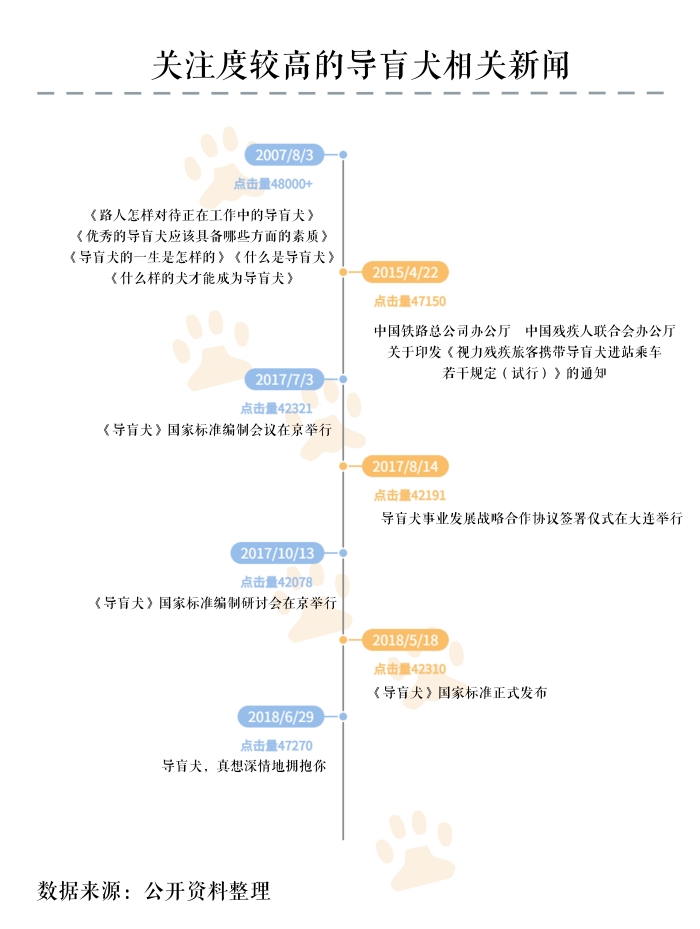 关注度较高的导盲犬相关新闻
2007/8/3
点击量48000+
《路人怎样对待正在工作中的导盲犬》
《优秀的导盲犬应该具备哪些方面的素质》
《导盲犬的一生是怎样的》《什么是导盲犬》
《什么样的犬才能成为导盲犬》
2015/4/22
点击量47150
中国铁路总公司办公厅　中国残疾人联合会办公厅
关于印发《视力残疾旅客携带导盲犬进站乘车
若干规定（试行）》的通知
2017/7/3
点击量42321
《导盲犬》国家标准编制会议在京举行
2017/8/14
点击量42191
导盲犬事业发展战略合作协议签署仪式在大连举行
2017/10/13
点击量42078
《导盲犬》国家标准编制研讨会在京举行
2018/5/18
点击量42310
《导盲犬》国家标准正式发布
2018/6/29
点击量47270
导盲犬，真想深情地拥抱你
数据来源：公开资料整理